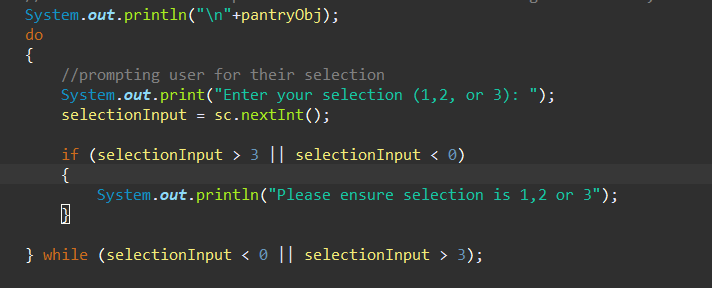 System.out.println("\n"+pantryObj);
do
{
//prompting user for their selection
System.out.print("Enter your selection (1,2, or 3): ");
selectionInput = sc.nextInt();
if (selectionInput > 3 || selectionInput < 0)
{
System.out.println("Please ensure selection is 1,2 or 3");
}
} while (selectionInput < 0 || selectionInput > 3);